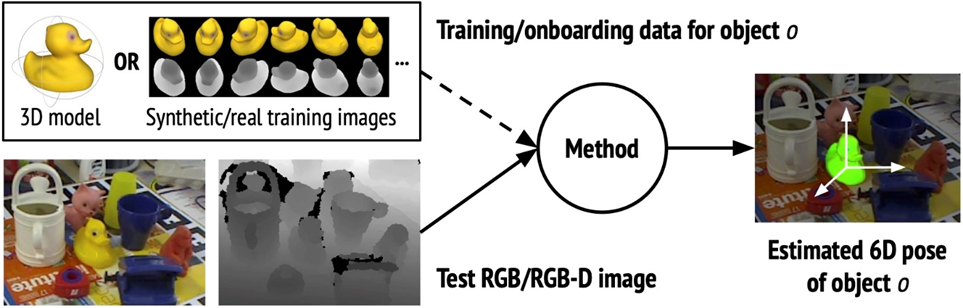 Training/onboarding data for object o
OR
...
3D model
Synthetic/real training images
Method
Test RGB/RGB-D image
Estimated 6D pose
of object o